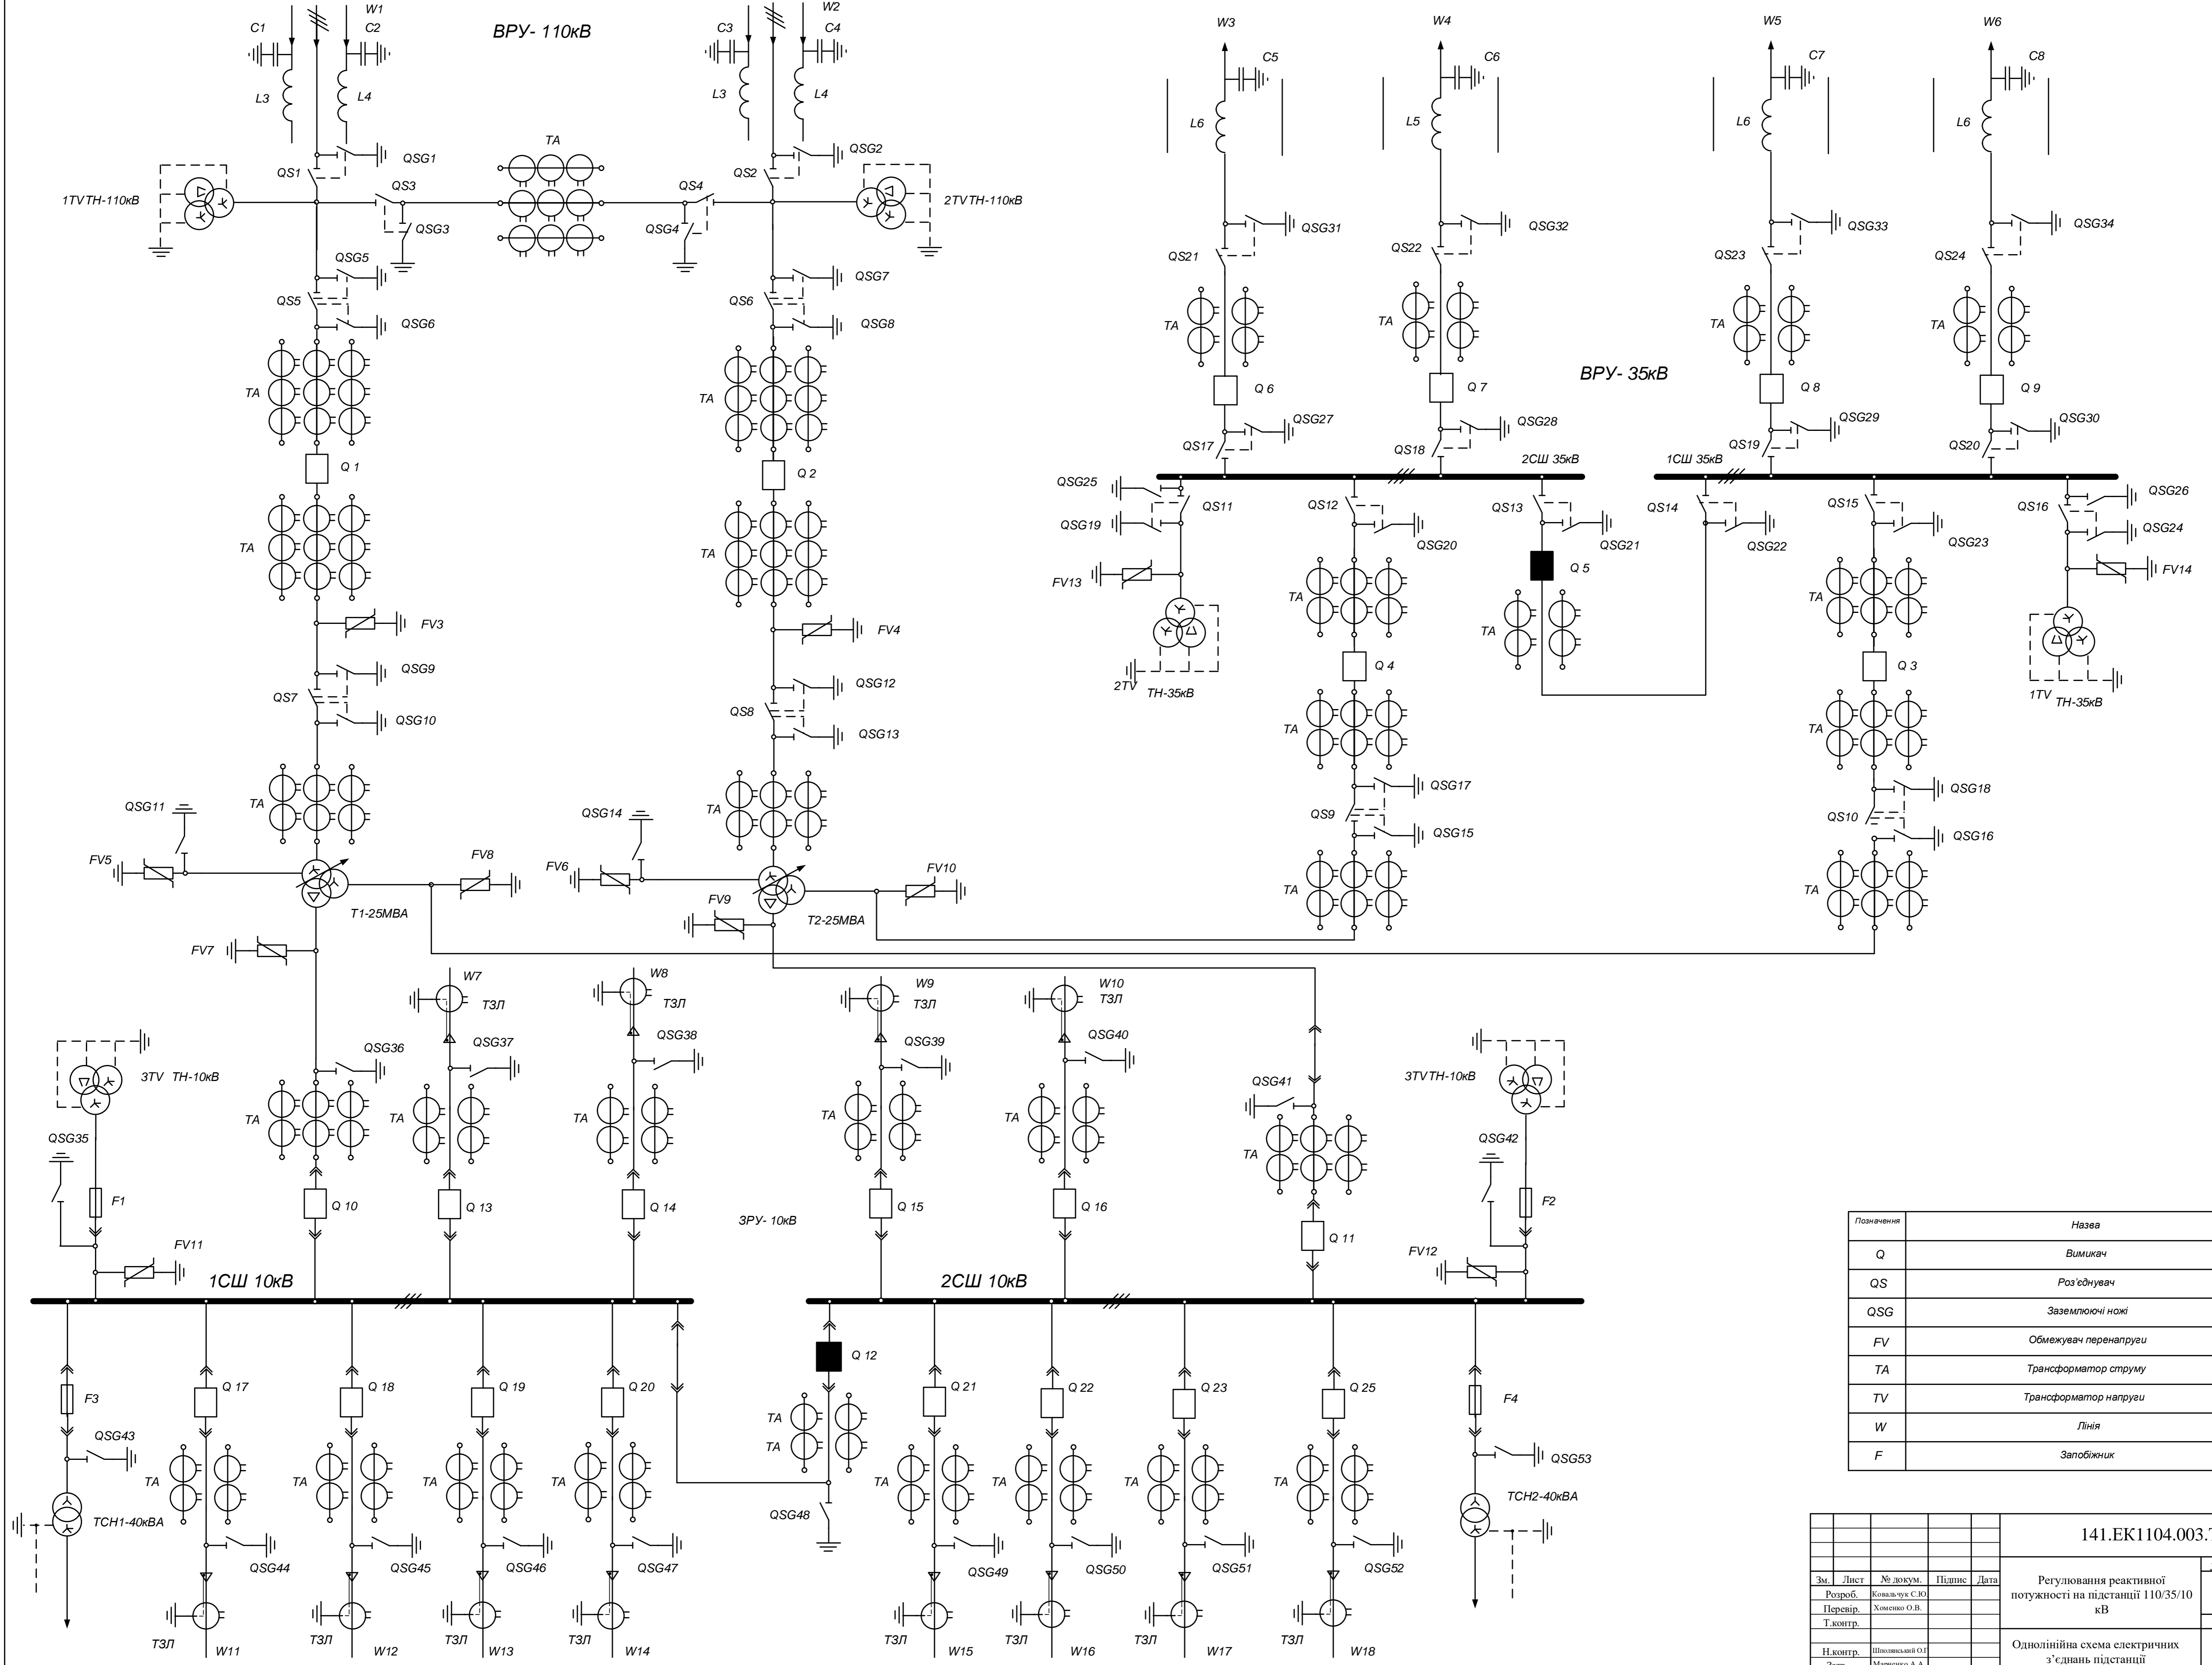 ВРУ- 110кВ
W1
C1
C2
L3
L4
W2
C3
C4
L3
L4
QSG1
QS1
QS3
TA
QSG2
QS2
QS4
1TVТН-110кВ
2TVТН-110кВ
QSG3
QSG4
QSG5
QS5
QSG6
QSG7
QS6
QSG8
TA
Q 1
TA
Q 2
TA
TA
FV3
FV4
QSG9
QS7
QSG10
QSG12
QS8
QSG13
TA
TA
QSG11
QSG14
FV5
FV8
FV6
FV10
T1-25МВА
FV9
T2-25МВА
FV7
W3
W4
W5
W6
C5
C6
C7
C8
L6
L5
L6
L6
QSG31
QSG32
QSG33
QSG34
QS21
QS22
QS23
QS24
TA
TA
TA
TA
ВРУ- 35кВ
Q 6
Q 7
Q 8
Q 9
QSG27
QSG28
QSG29
QSG30
QS17
QS18
QS19
QS20
2СШ 35кВ
1СШ 35кВ
QSG25
QS11
QSG19
QS12
QSG20
QS13
QSG21
QS14
QSG22
QS15
QSG23
QS16
QSG26
QSG24
FV13
FV14
TA
Q 5
TA
TA
Q 4
Q 3
2TV ТН-35кВ
1TV ТН-35кВ
TA
TA
QSG17
QS9
QSG15
QSG18
QS10
QSG16
TA
TA
W7
ТЗЛ
W8
ТЗЛ
W9
ТЗЛ
W10
ТЗЛ
3TV ТН-10кВ
QSG36
QSG37
QSG38
QSG39
QSG40
QSG41
3TVТН-10кВ
QSG35
TA
TA
TA
TA
TA
TA
QSG42
F1
Q 10
Q 13
Q 14
ЗРУ- 10кВ
Q 15
Q 16
Q 11
F2
FV11
FV12
1СШ 10кВ
2СШ 10кВ
F3
Q 17
Q 18
Q 19
Q 20
Q 12
Q 21
Q 22
Q 23
Q 25
F4
QSG43
TA
TA
TA
TA
TA
TA
TA
TA
TA
TA
QSG53
ТСН1-40кВА
QSG48
ТСН2-40кВА
QSG44
QSG45
QSG46
QSG47
QSG49
QSG50
QSG51
QSG52
ТЗЛ
W11
ТЗЛ
W12
ТЗЛ
W13
ТЗЛ
W14
ТЗЛ
W15
ТЗЛ
W16
ТЗЛ
W17
ТЗЛ
W18
Позначення Назва
Q Вимикач
QS Роз'єднувач
QSG Заземлюючі ножі
FV Обмежувач перенапруги
TA Трансформатор струму
TV Трансформатор напруги
W Лінія
F Запобіжник
141.ЕК1104.003.
Зм. Лист № докум. Підпис Дата
Розроб. Ковальчук С.Ю.
Перевір. Хоменко О.В.
Т.контр.
Н.контр. Шполянський О.Г
Марченко А.А.
Регулювання реактивної
потужності на підстанції 110/35/10
кВ
Однолінійна схема електричних
з’єднань підстанції